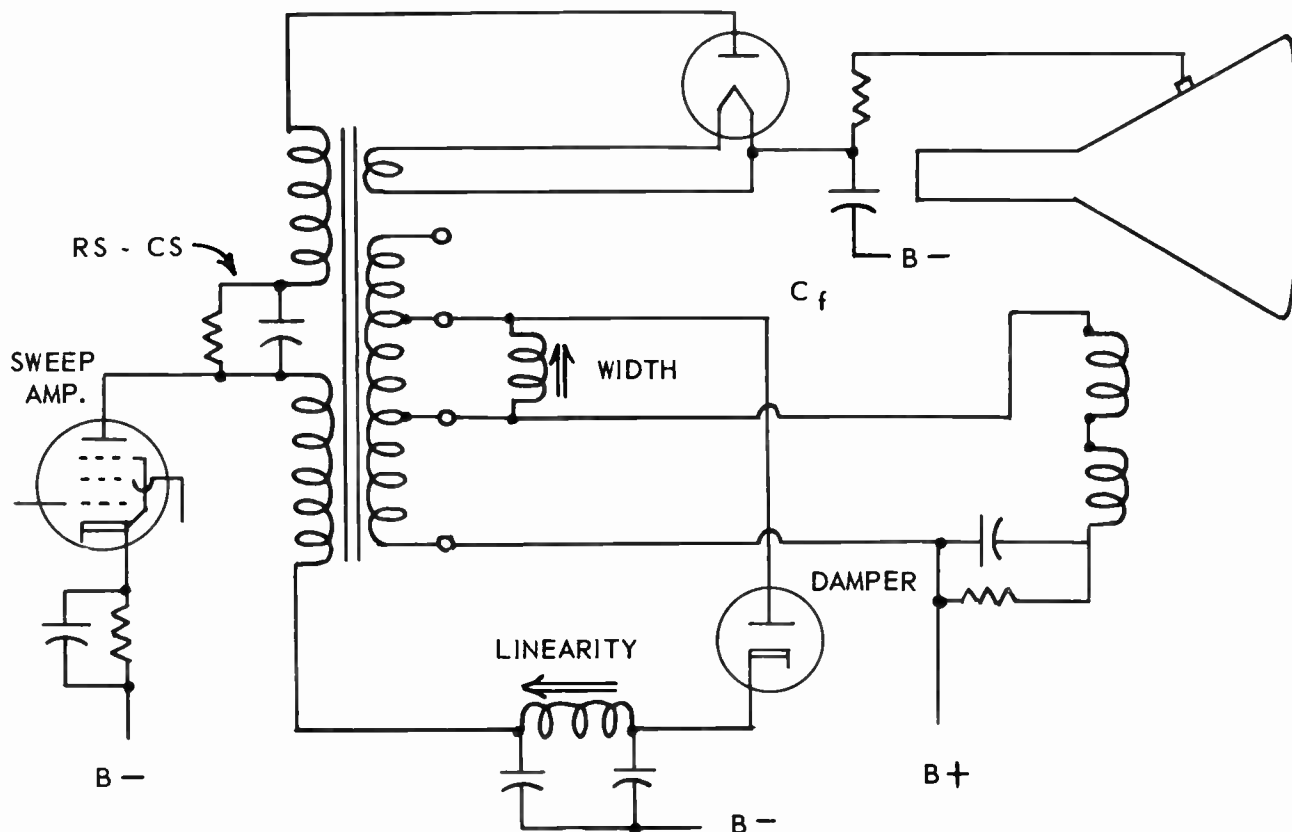 RS - CS
B -
C f
SWEEP
AMP.
WIDTH
DAMPER
LINEARITY
B -
B +
B -